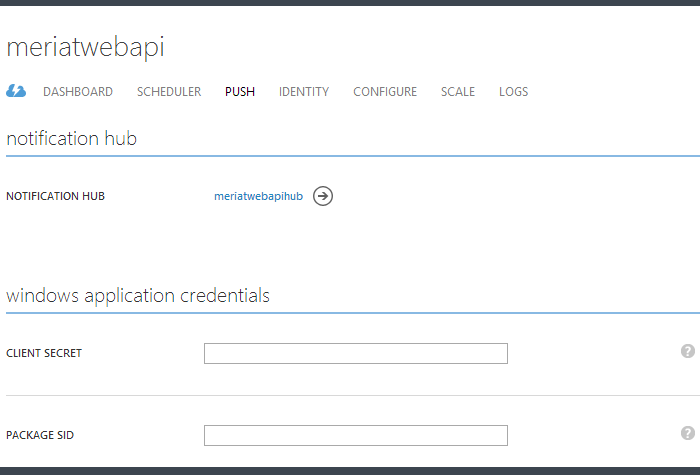 meriatwebapi
DASHBOARD SCHEDULER PUSH IDENTITY CONFIGURE SCALE LOGS
notification hub
NOTIFICATION HUB meriatwebapihub
windows application credentials
CLIENT SECRET ?
PACKAGE SID ?